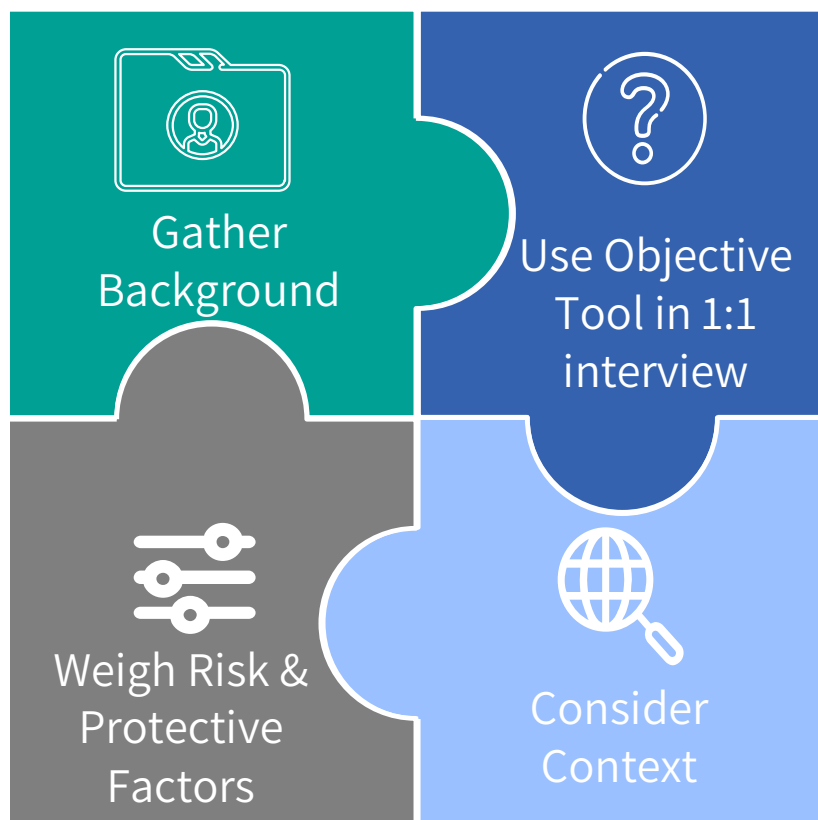 Gather
Background
Use Objective
Tool in 1:1
interview
Weigh Risk &
Protective
Factors
Consider
Context